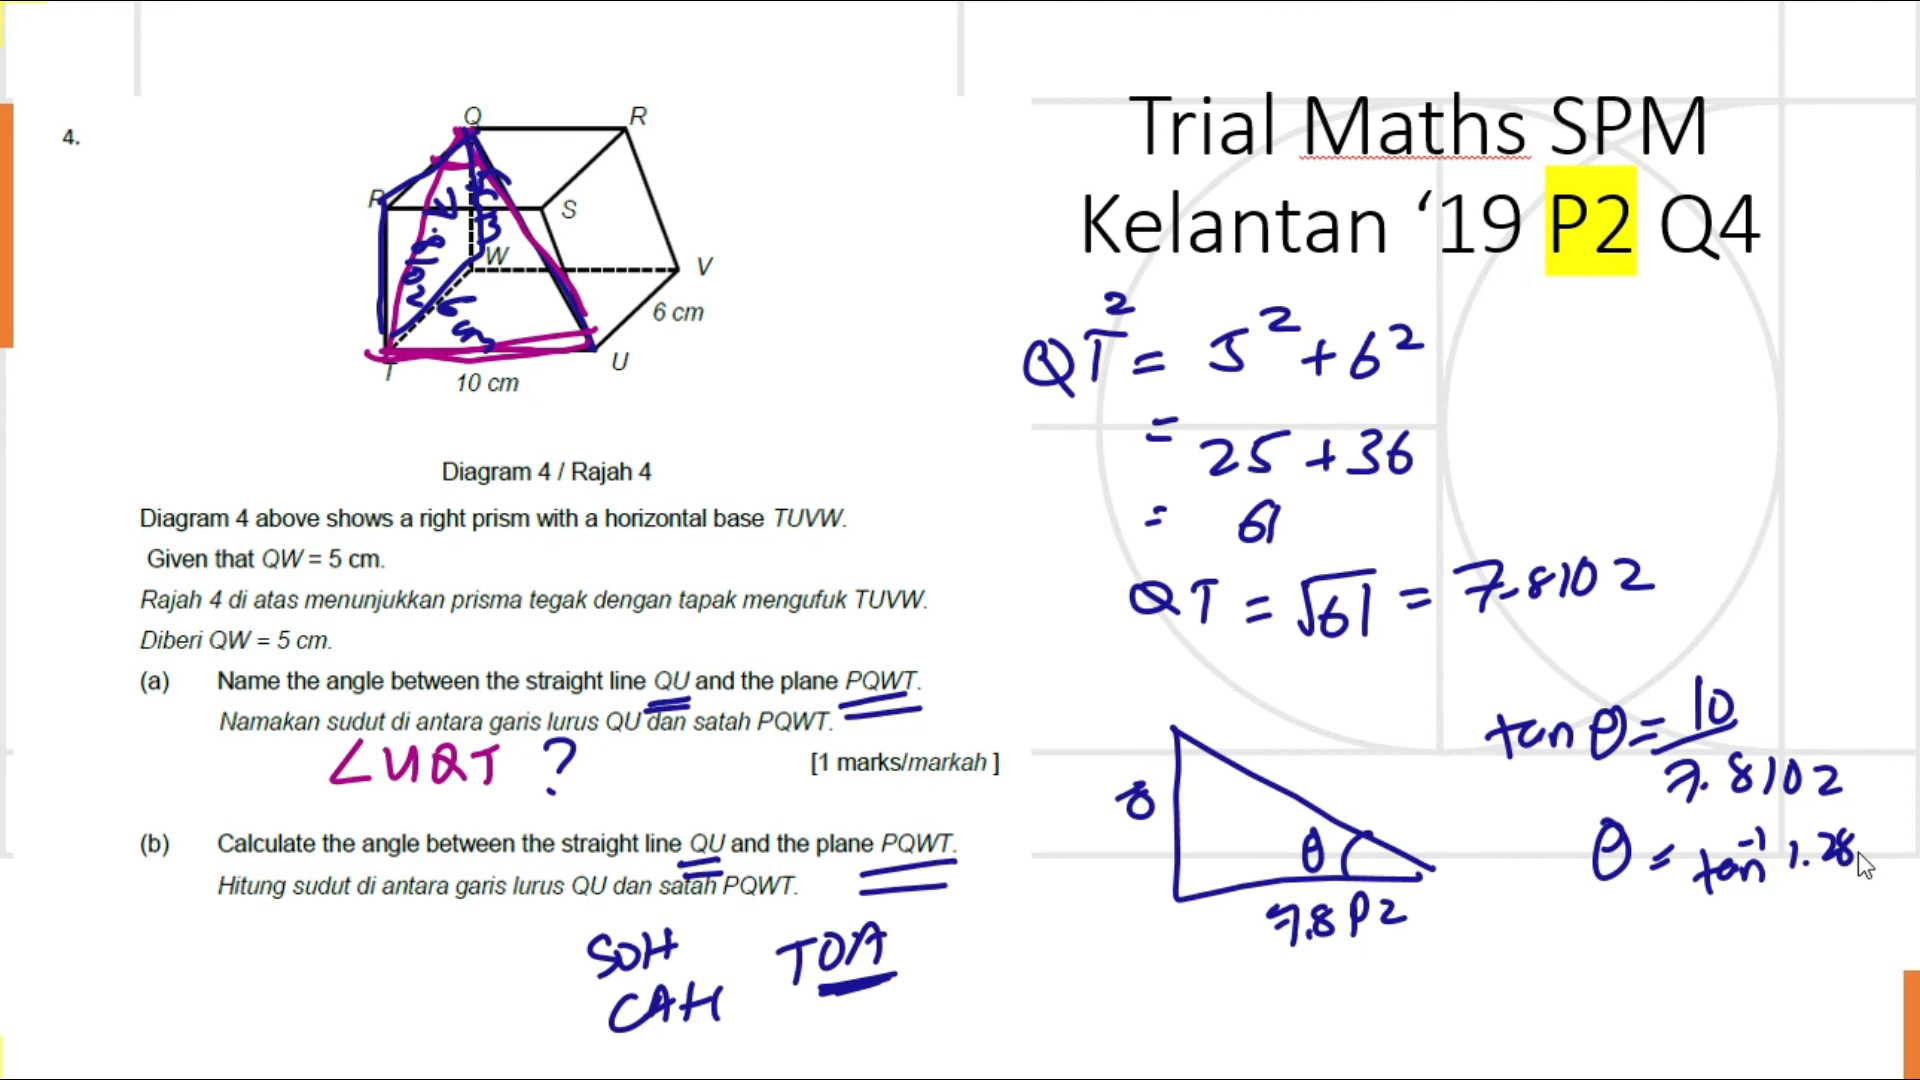 4.
Q
R
P
S
W
V
6 cm
6 cm
T
U
10 cm
Diagram 4 / Rajah 4
Diagram 4 above shows a right prism with a horizontal base TUVW.
Given that QW = 5 cm.
Rajah 4 di atas menunjukkan prisma tegak dengan tapak mengufuk TUVW.
Diberi QW = 5 cm.
(a) Name the angle between the straight line QU and the plane PQWT.
Namakan sudut di antara garis lurus QU dan satah PQWT.
∠UQT ?
[1 marks/markah ]
(b) Calculate the angle between the straight line QU and the plane PQWT.
Hitung sudut di antara garis lurus QU dan satah PQWT.
SOH
CAH
TOA
Trial Maths SPM
Kelantan ‘19 P2 Q4
QT² = 5² + 6²
= 25 + 36
= 61
QT = √61 = 7.8102
θ
tan θ = 10
7.8102
θ = tan⁻¹ 1.28